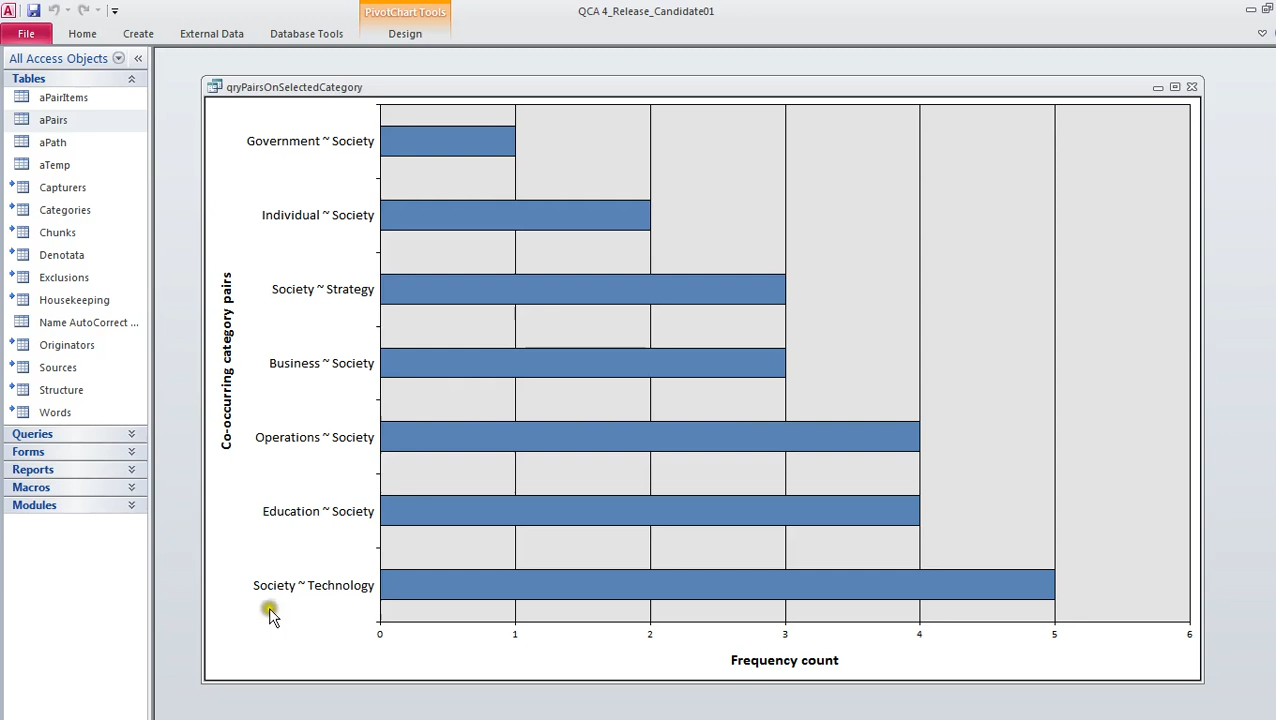 PivotChart Tools
QCA 4_Release_Candidate01
File
Home
Create
External Data
Database Tools
Design
All Access Objects
Tables
aPairItems
aPairs
aPath
aTemp
Capturers
Categories
Chunks
Denotata
Exclusions
Housekeeping
Name AutoCorrect ...
Originators
Sources
Structure
Words
Queries
Forms
Reports
Macros
Modules
qryPairsOnSelectedCategory
Co-occurring category pairs
Government ~ Society
Individual ~ Society
Society ~ Strategy
Business ~ Society
Operations ~ Society
Education ~ Society
Society ~ Technology
0 1 2 3 4 5 6
Frequency count